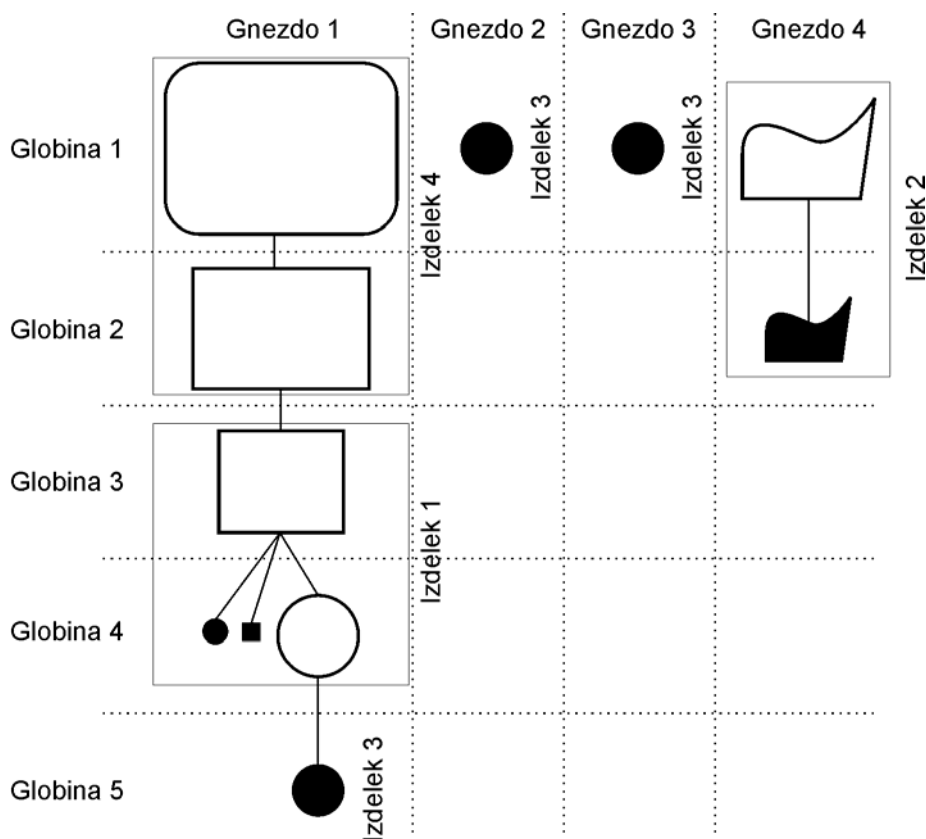 Gnezdo 1
Gnezdo 2
Gnezdo 3
Gnezdo 4
Globina 1
Izdelek 4
Izdelek 3
Izdelek 3
Izdelek 2
Globina 2
Globina 3
Izdelek 1
Globina 4
Globina 5
Izdelek 3